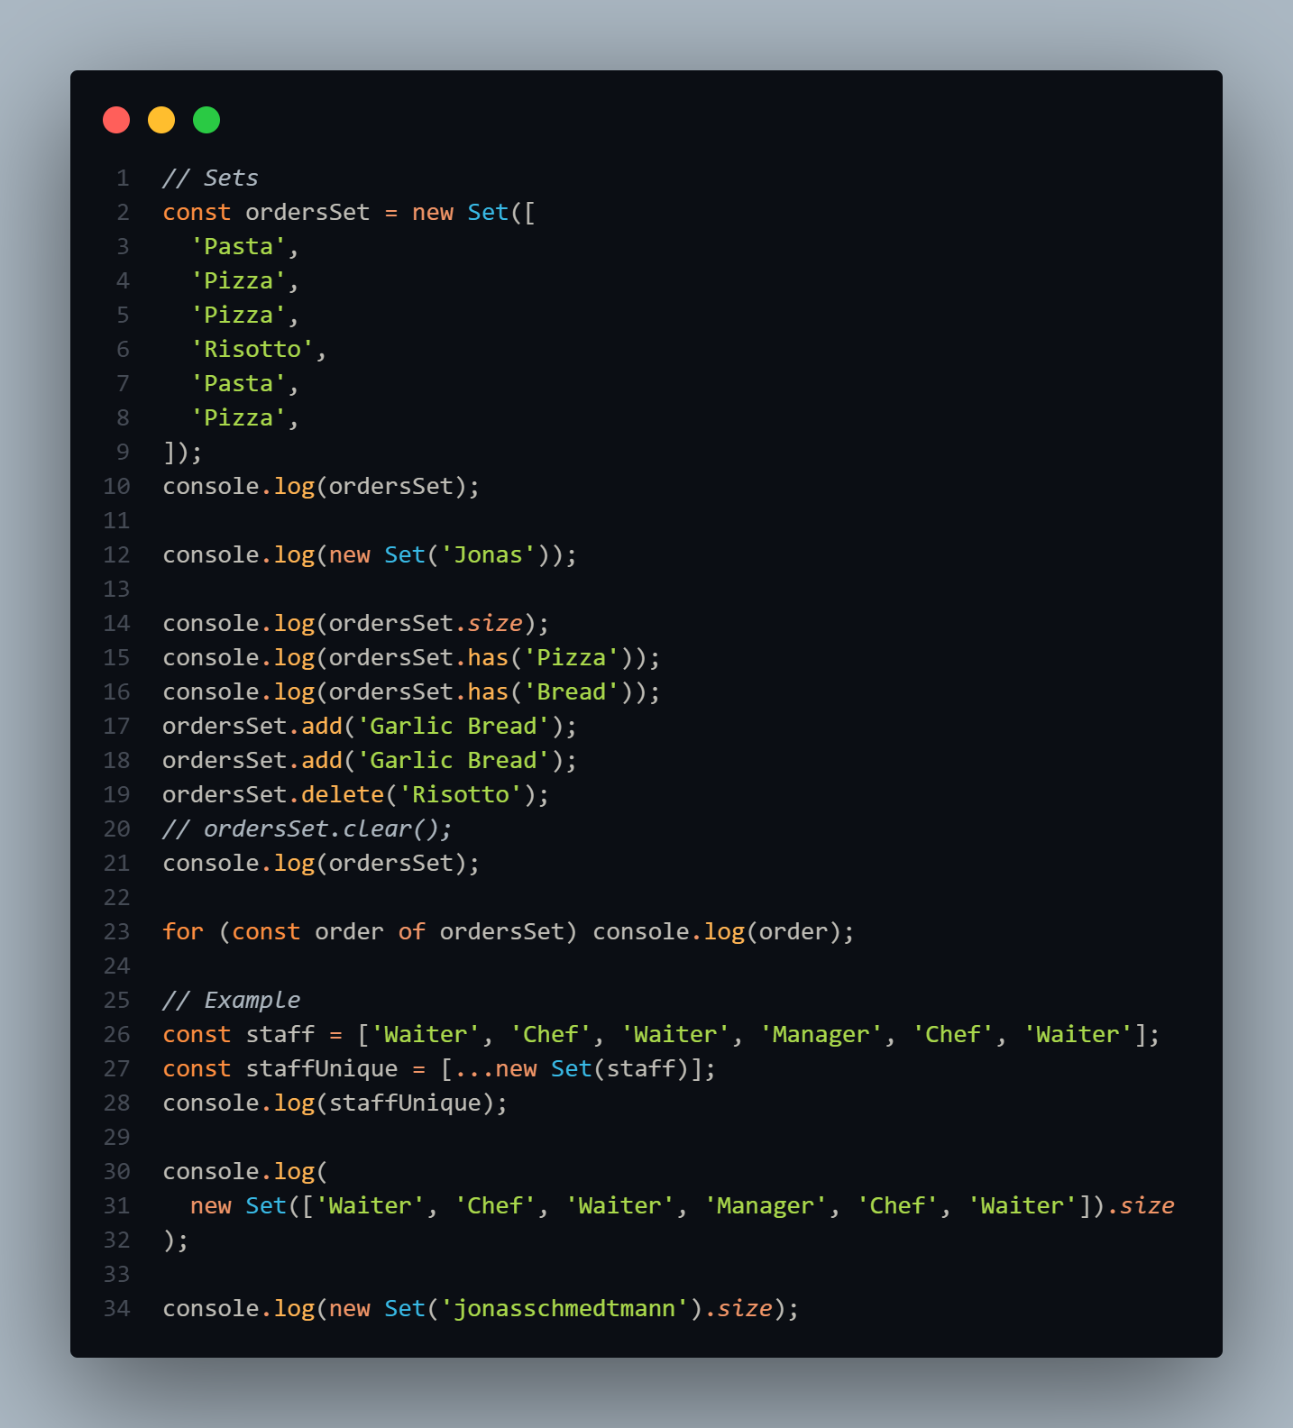 1 // Sets
2 const ordersSet = new Set([
3   'Pasta',
4   'Pizza',
5   'Pizza',
6   'Risotto',
7   'Pasta',
8   'Pizza',
9 ]);
10 console.log(ordersSet);
11
12 console.log(new Set('Jonas'));
13
14 console.log(ordersSet.size);
15 console.log(ordersSet.has('Pizza'));
16 console.log(ordersSet.has('Bread'));
17 ordersSet.add('Garlic Bread');
18 ordersSet.add('Garlic Bread');
19 ordersSet.delete('Risotto');
20 // ordersSet.clear();
21 console.log(ordersSet);
22
23 for (const order of ordersSet) console.log(order);
24
25 // Example
26 const staff = ['Waiter', 'Chef', 'Waiter', 'Manager', 'Chef', 'Waiter'];
27 const staffUnique = [...new Set(staff)];
28 console.log(staffUnique);
29
30 console.log(
31   new Set(['Waiter', 'Chef', 'Waiter', 'Manager', 'Chef', 'Waiter']).size
32 );
33
34 console.log(new Set('jonasschmedtmann').size);